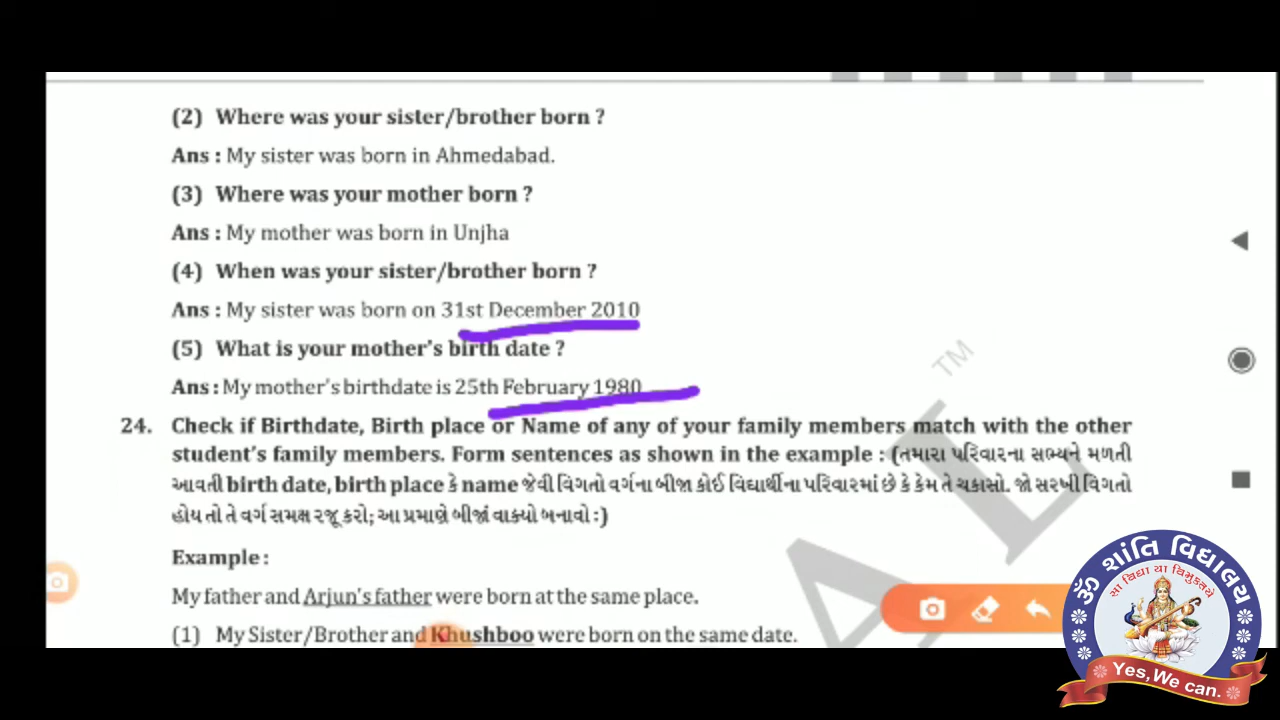 (2) Where was your sister/brother born ?
Ans : My sister was born in Ahmedabad.
(3) Where was your mother born ?
Ans : My mother was born in Unjha
(4) When was your sister/brother born ?
Ans : My sister was born on 31st December 2010
(5) What is your mother's birth date ?
Ans : My mother's birthdate is 25th February 1980
24. Check if Birthdate, Birth place or Name of any of your family members match with the other
student's family members. Form sentences as shown in the example : (તમારા પરિવારના સભ્યને મળતી
આવતી birth date, birth place કે name જેવી વિગતો વર્ગના બીજા કોઈ વિદ્યાર્થીના પરિવારમાં છે કે કેમ તે ચકાસો. જો સરખી વિગતો
હોય તો તે વર્ગ સમક્ષ રજૂ કરો; આ પ્રમાણે બીજાં વાક્યો બનાવો :)
Example :
My father and Arjun's father were born at the same place.
(1) My Sister/Brother and Khushboo were born on the same date.
TM
A L
ૐ શાંતિ વિદ્યાલય
સા વિદ્યા યા વિમુક્તયે
Yes, We can.